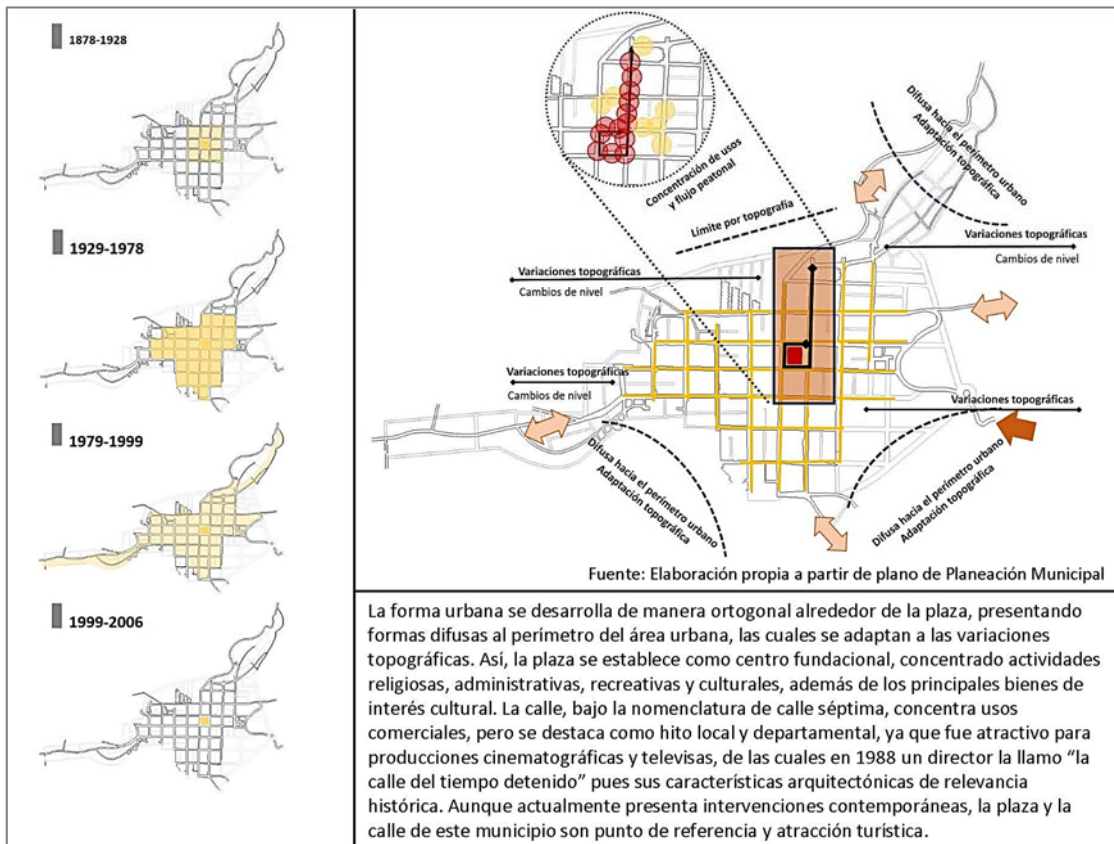 1878-1928
1929-1978
1979-1999
1999-2006
Concentración de usos
y flujo peatonal
Límite por topografía
Difusa hacia el perímetro urbano
Adaptación topográfica
Variaciones topográficas
Cambios de nivel
Variaciones topográficas
Cambios de nivel
Variaciones topográficas
Cambios de nivel
Variaciones topográficas
Difusa hacia el perímetro urbano
Adaptación topográfica
Difusa hacia el perímetro urbano
Adaptación topográfica
Fuente: Elaboración propia a partir de plano de Planeación Municipal
La forma urbana se desarrolla de manera ortogonal alrededor de la plaza, presentando
formas difusas al perímetro del área urbana, las cuales se adaptan a las variaciones
topográficas. Así, la plaza se establece como centro fundacional, concentrado actividades
religiosas, administrativas, recreativas y culturales, además de los principales bienes de
interés cultural. La calle, bajo la nomenclatura de calle séptima, concentra usos
comerciales, pero se destaca como hito local y departamental, ya que fue atractivo para
producciones cinematográficas y televisas, de las cuales en 1988 un director la llamo “la
calle del tiempo detenido” pues sus características arquitectónicas de relevancia
histórica. Aunque actualmente presenta intervenciones contemporáneas, la plaza y la
calle de este municipio son punto de referencia y atracción turística.